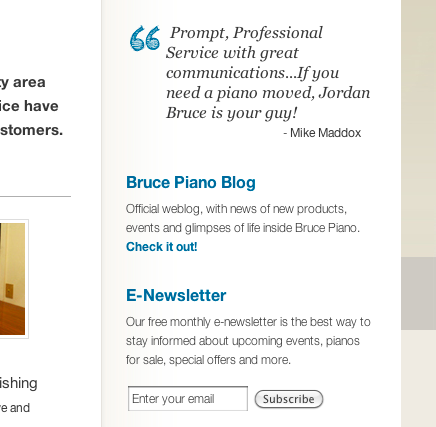 ty area
ice have
stomers.
ishing
e and
Prompt, Professional
Service with great
communications...If you
need a piano moved, Jordan
Bruce is your guy!
- Mike Maddox
Bruce Piano Blog
Official weblog, with news of new products,
events and glimpses of life inside Bruce Piano.
Check it out!
E-Newsletter
Our free monthly e-newsletter is the best way to
stay informed about upcoming events, pianos
for sale, special offers and more.
Enter your email
Subscribe